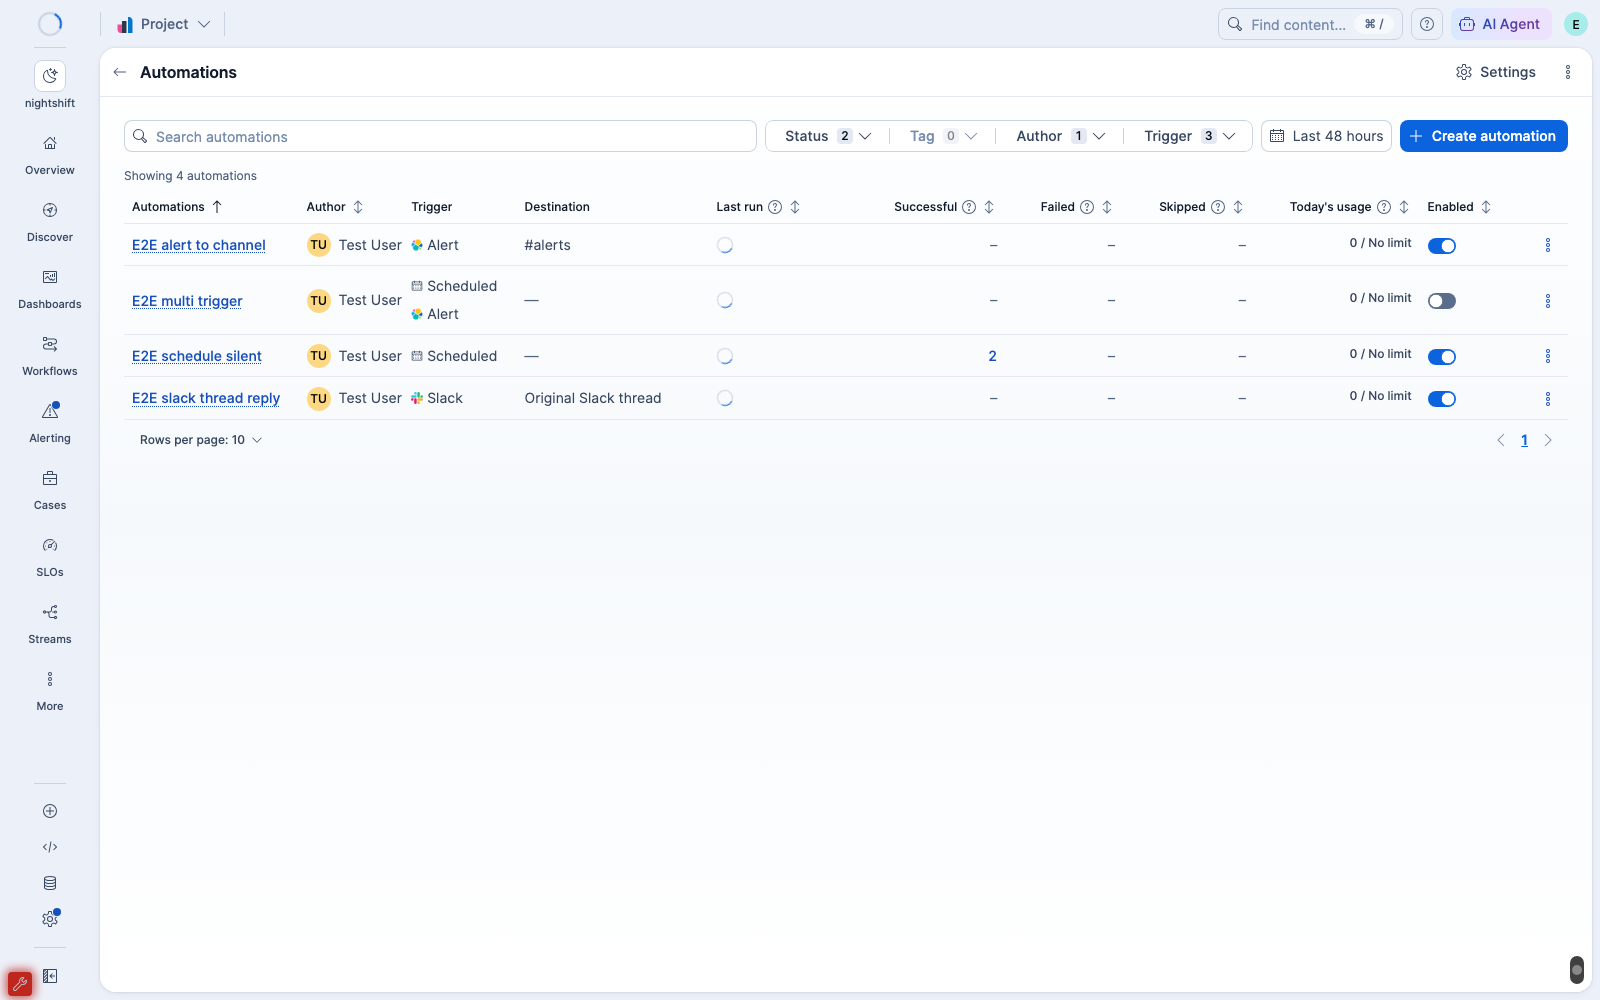 Project
Find content...
⌘ /
AI Agent
E
nightshift
Overview
Discover
Dashboards
Workflows
Alerting
Cases
SLOs
Streams
More
Automations
Settings
Search automations
Status 2
Tag 0
Author 1
Trigger 3
Last 48 hours
Create automation
Showing 4 automations
Automations Author Trigger Destination Last run Successful Failed Skipped Today's usage Enabled
E2E alert to channel TU Test User Alert #alerts – – – 0 / No limit
E2E multi trigger TU Test User Scheduled — – – – 0 / No limit
Alert
E2E schedule silent TU Test User Scheduled — 2 – – 0 / No limit
E2E slack thread reply TU Test User Slack Original Slack thread – – – 0 / No limit
Rows per page: 10
1